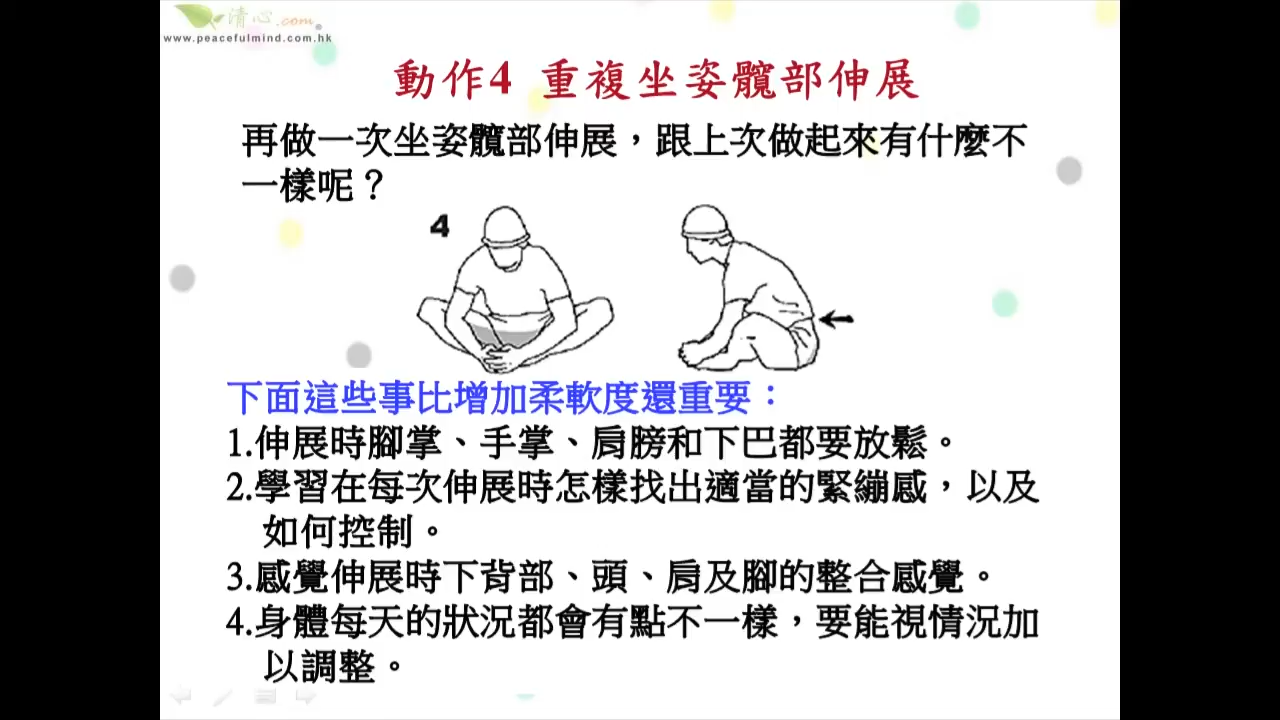 清心.com
www.peacefulmind.com.hk
動作4 重複坐姿髖部伸展
再做一次坐姿髖部伸展，跟上次做起來有什麼不
一樣呢？
4
下面這些事比增加柔軟度還重要：
1.伸展時腳掌、手掌、肩膀和下巴都要放鬆。
2.學習在每次伸展時怎樣找出適當的緊繃感，以及
如何控制。
3.感覺伸展時下背部、頭、肩及腳的整合感覺。
4.身體每天的狀況都會有點不一樣，要能視情況加
以調整。